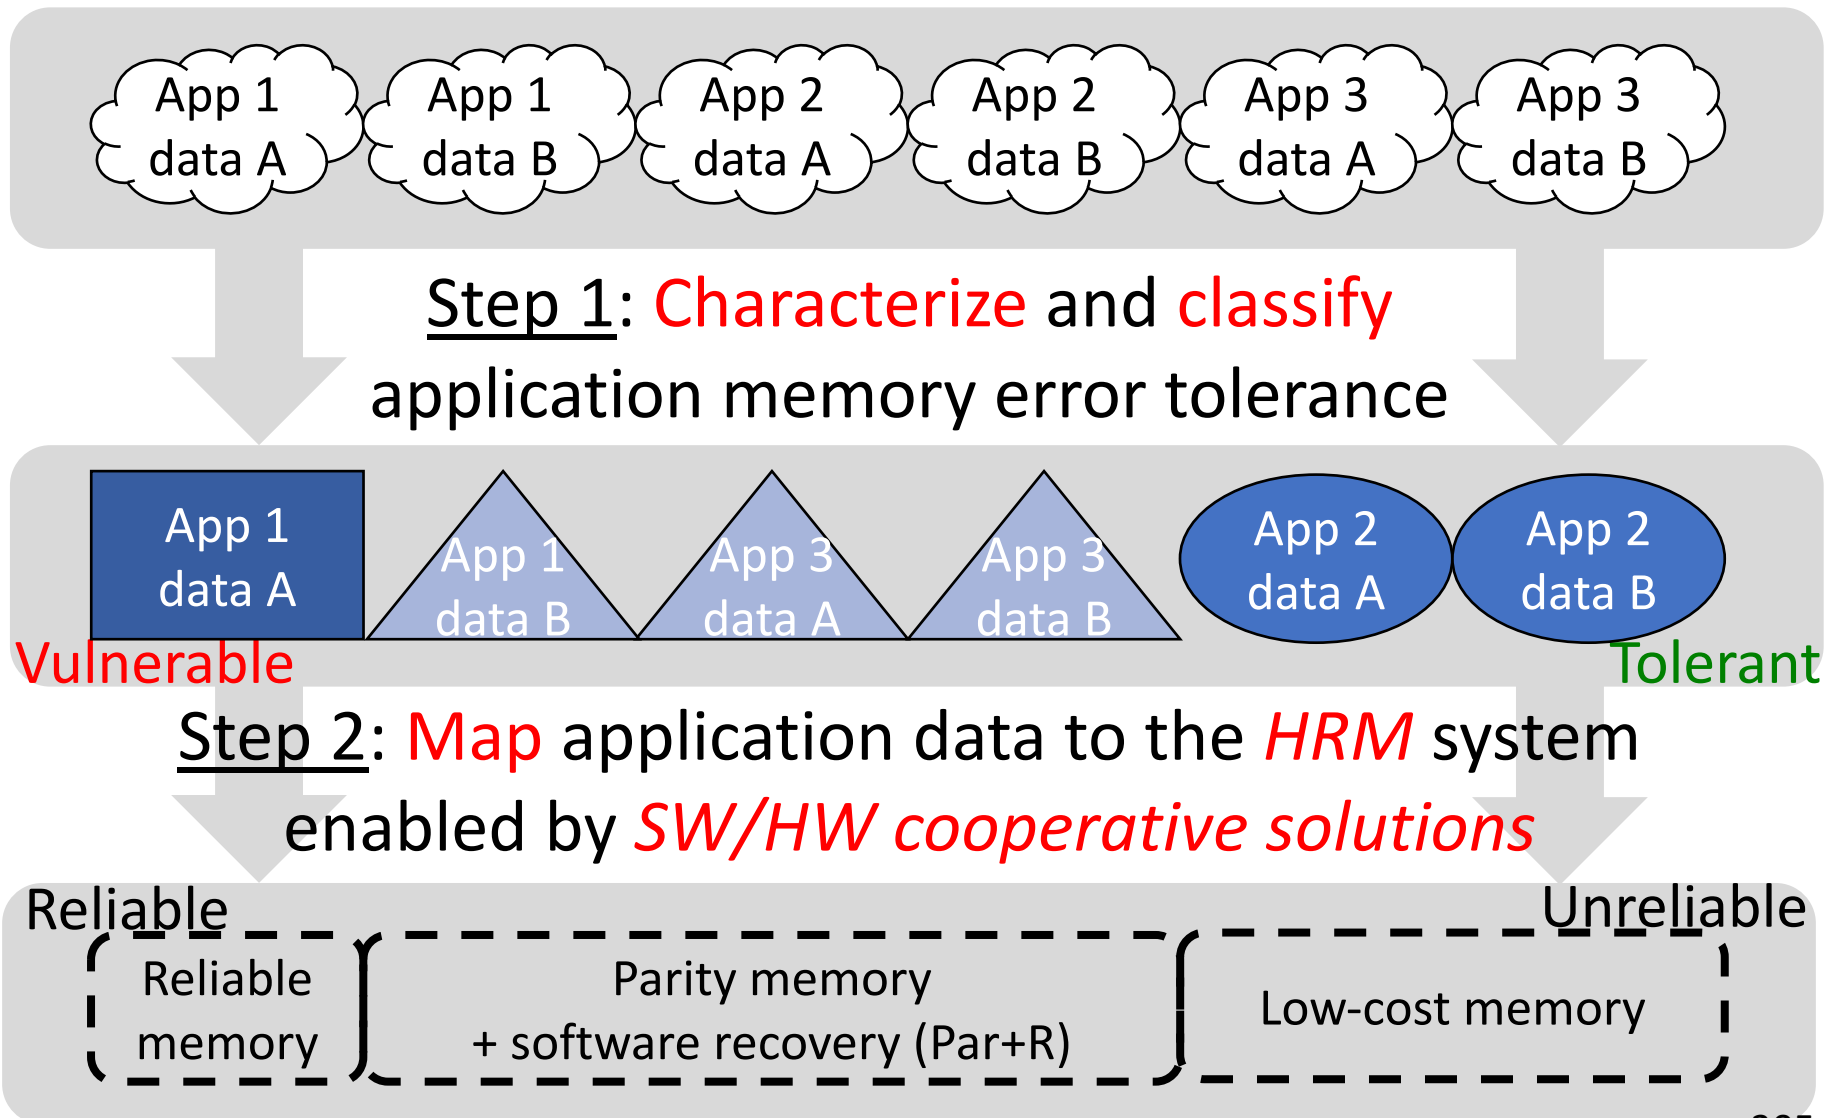 App 1
data A
App 1
data B
App 2
data A
App 2
data B
App 3
data A
App 3
data B
Step 1: Characterize and classify
application memory error tolerance
App 1
data A
App 1
data B
App 3
data A
App 3
data B
App 2
data A
App 2
data B
Vulnerable
Tolerant
Step 2: Map application data to the HRM system
enabled by SW/HW cooperative solutions
Reliable
Unreliable
Reliable
memory
Parity memory
+ software recovery (Par+R)
Low-cost memory